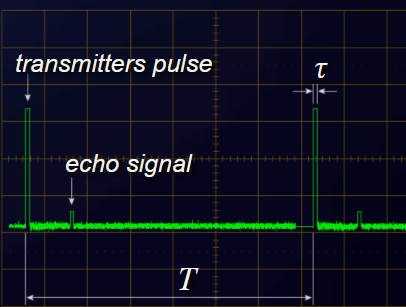 transmitters pulse
τ
echo signal
T